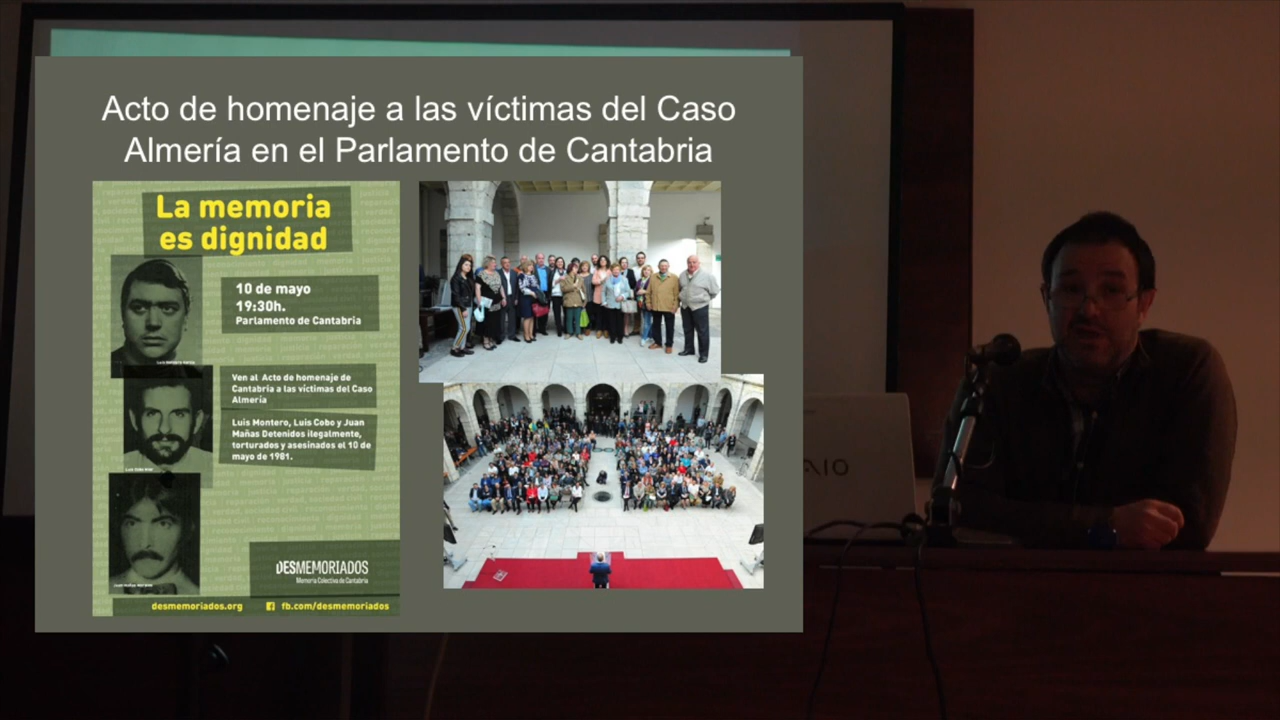 Acto de homenaje a las víctimas del Caso
Almería en el Parlamento de Cantabria
La memoria
es dignidad
10 de mayo
19:30h.
Parlamento de Cantabria
Ven al Acto de homenaje de
Cantabria a las víctimas del Caso
Almería
Luis Montero, Luis Cobo y Juan
Mañas Detenidos ilegalmente,
torturados y asesinados el 10 de
mayo de 1981.
DESMEMORIADOS
Memoria Colectiva de Cantabria
desmemoriados.org
fb.com/desmemoriados